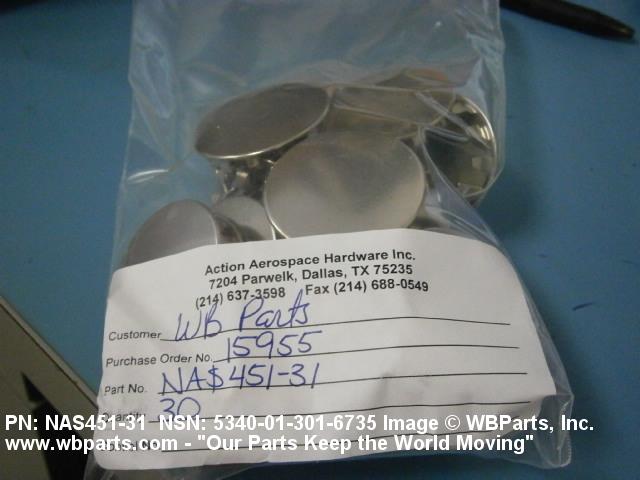 Action Aerospace Hardware Inc.
7204 Parwelk, Dallas, TX 75235
(214) 637-3598 Fax (214) 688-0549
Customer WB Parts
Purchase Order No. 15955
Part No. NAS451-31
Quantity 30
PN: NAS451-31 NSN: 5340-01-301-6735 Image © WBParts, Inc.
www.wbparts.com - "Our Parts Keep the World Moving"